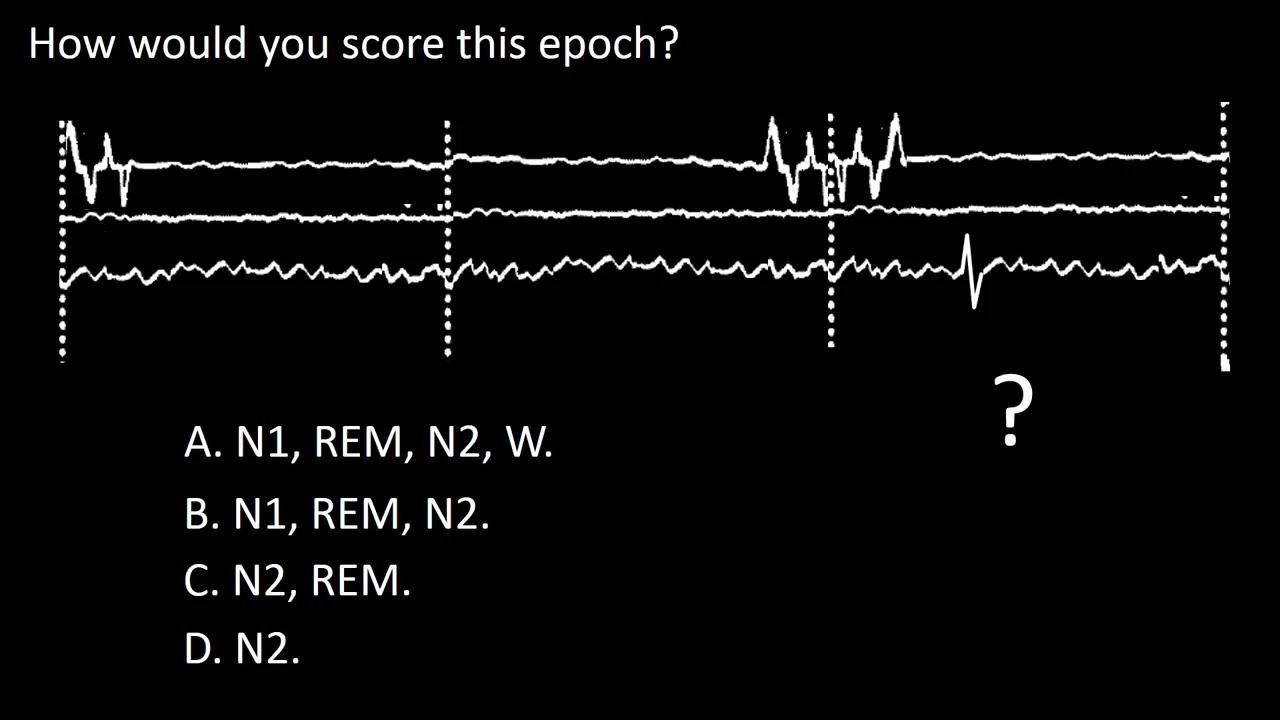 How would you score this epoch?
?
A. N1, REM, N2, W.
B. N1, REM, N2.
C. N2, REM.
D. N2.